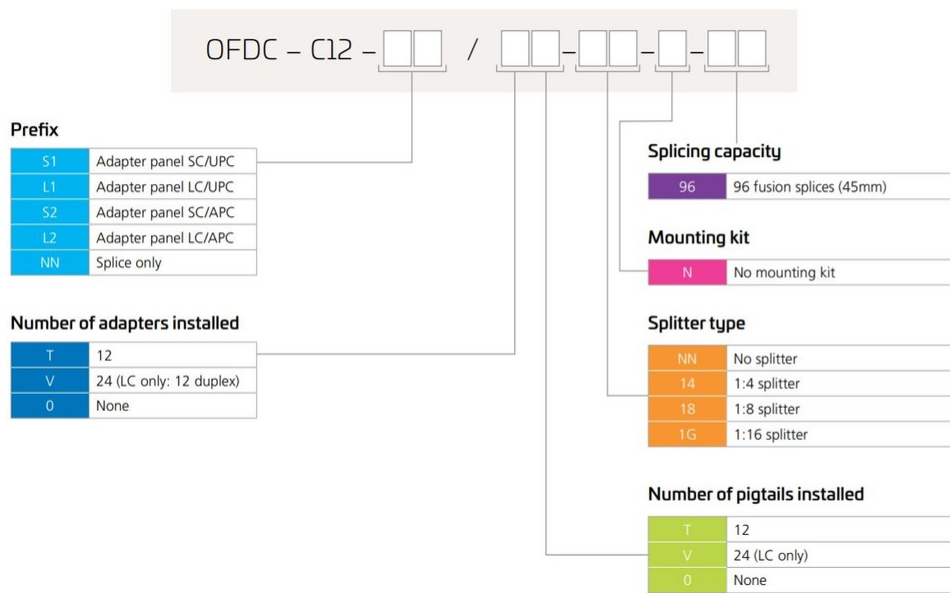 OFDC – C12 – / – – –
Prefix
S1 Adapter panel SC/UPC
L1 Adapter panel LC/UPC
S2 Adapter panel SC/APC
L2 Adapter panel LC/APC
NN Splice only
Number of adapters installed
T 12
V 24 (LC only: 12 duplex)
0 None
Splicing capacity
96 96 fusion splices (45mm)
Mounting kit
N No mounting kit
Splitter type
NN No splitter
14 1:4 splitter
18 1:8 splitter
1G 1:16 splitter
Number of pigtails installed
T 12
V 24 (LC only)
0 None